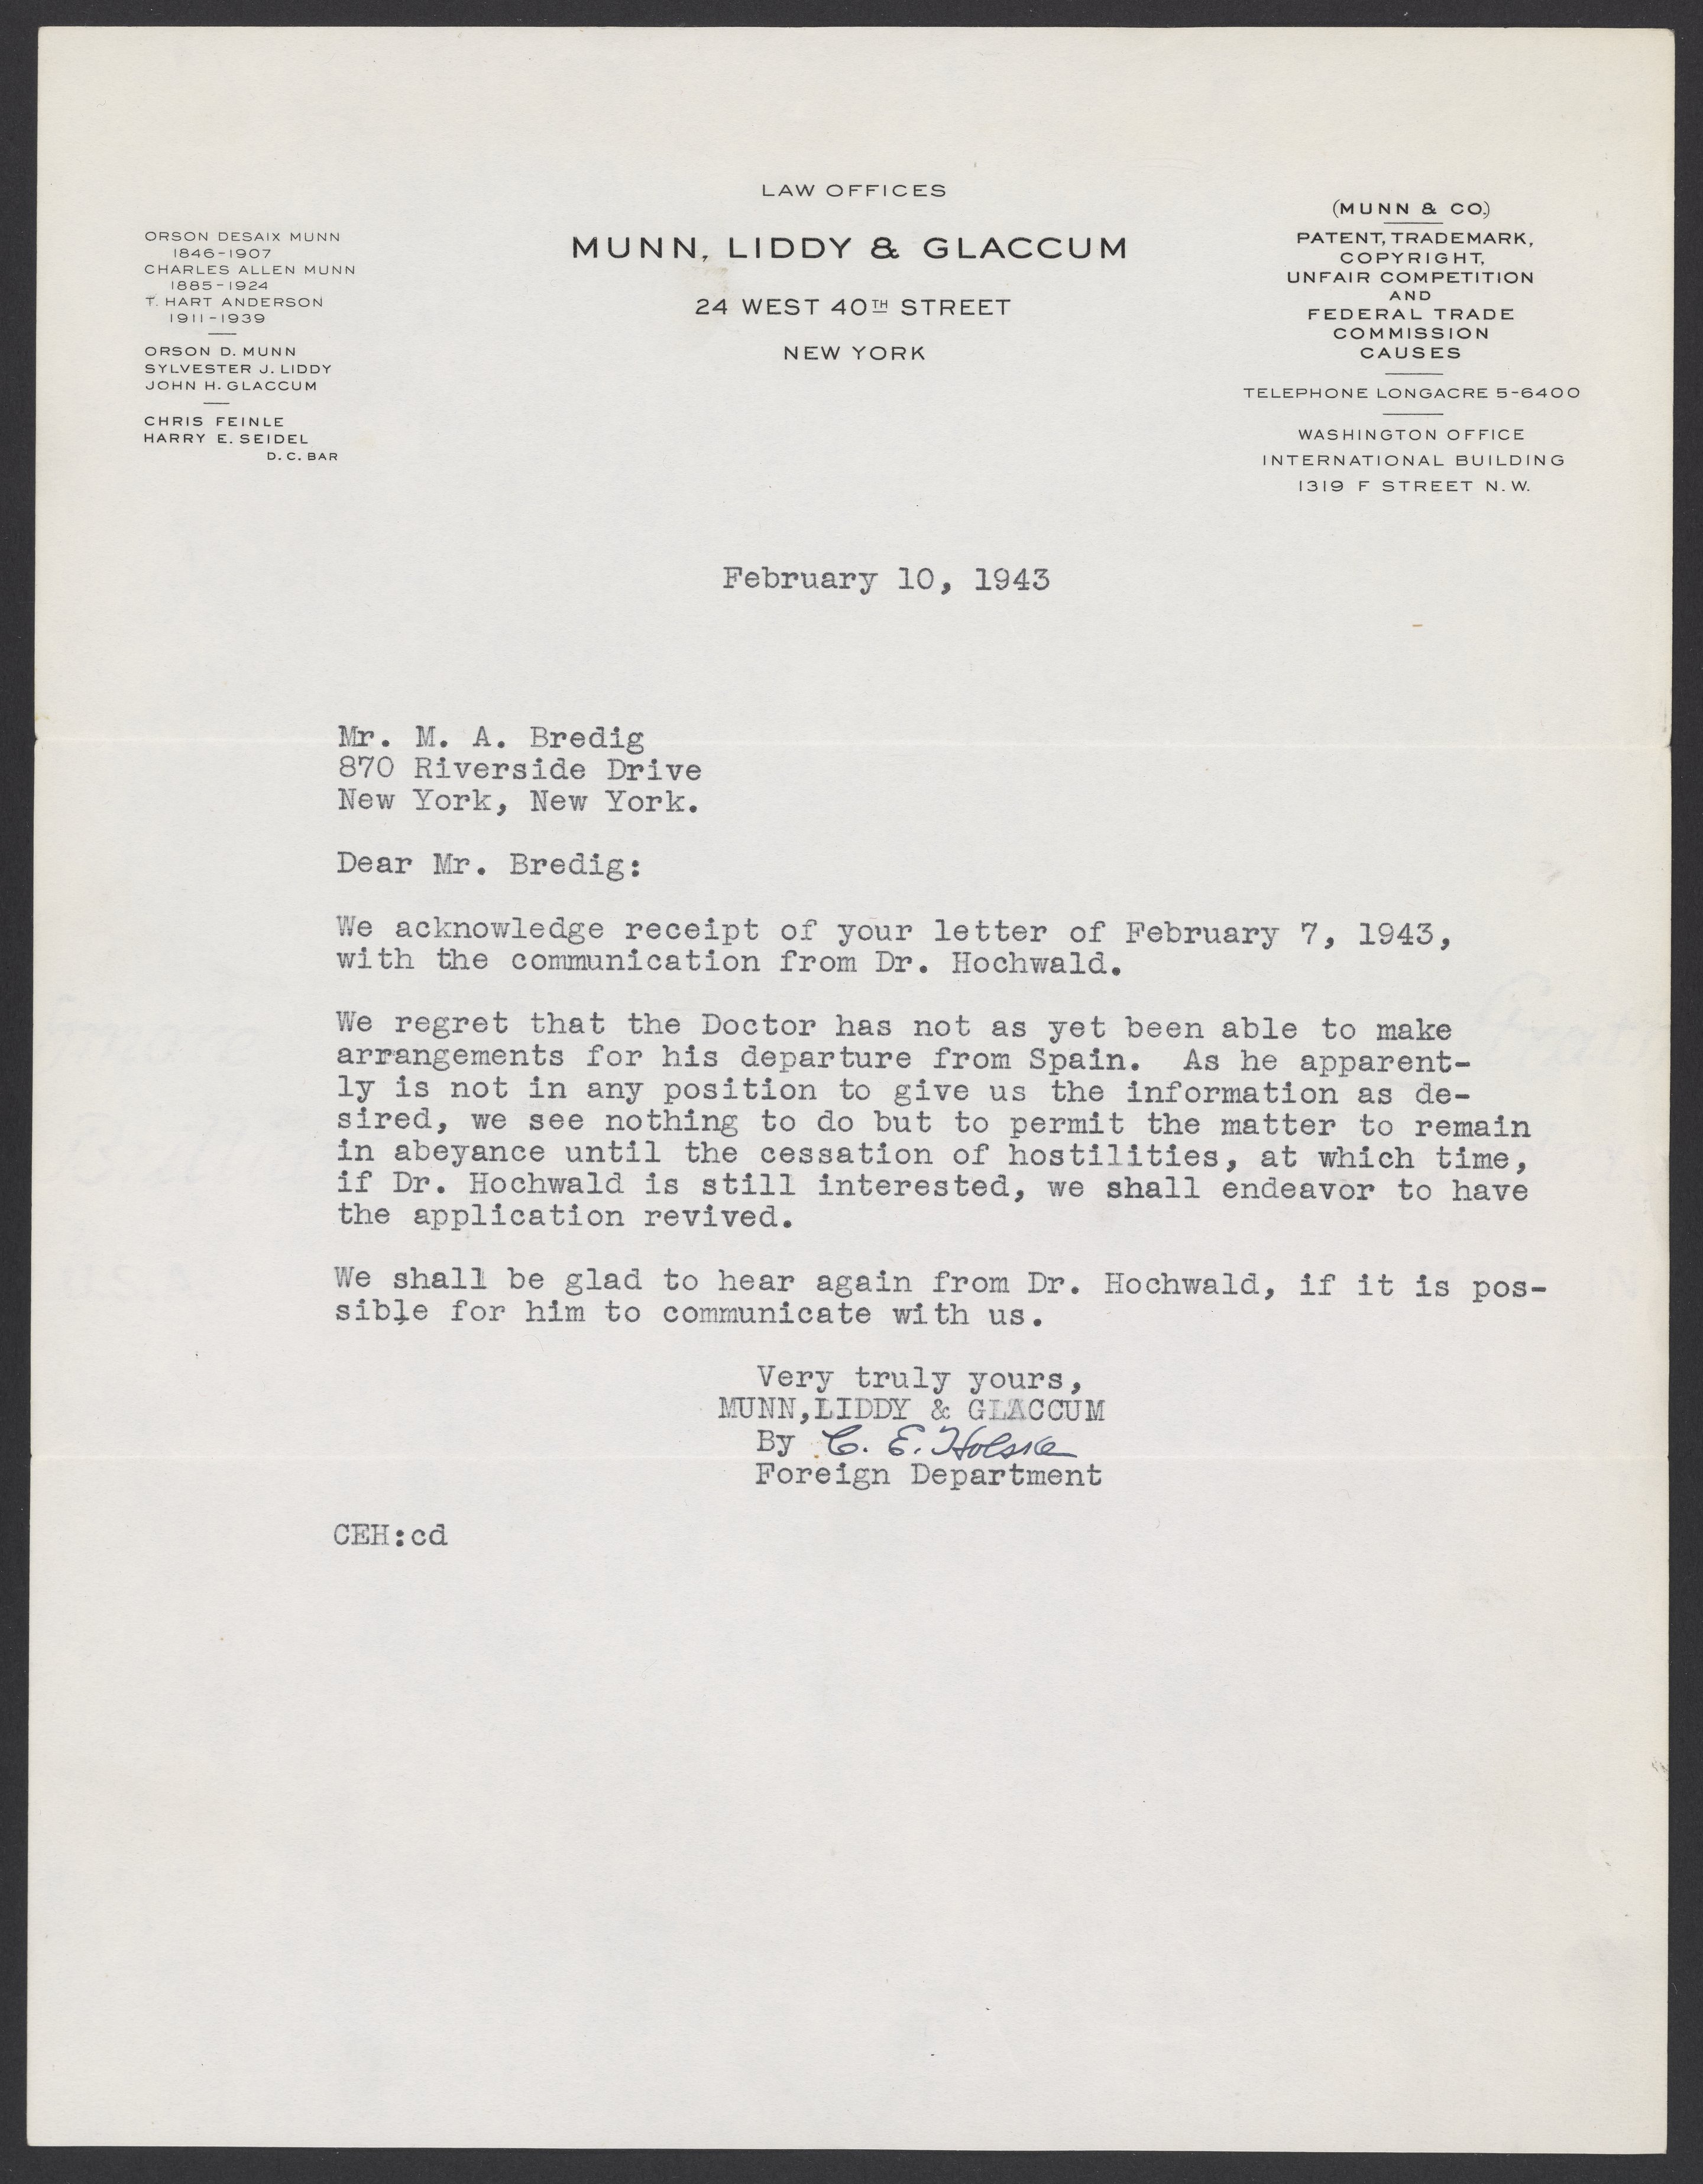 LAW OFFICES
MUNN, LIDDY & GLACCUM
24 WEST 40TH STREET
NEW YORK
ORSON DESAIX MUNN
1846-1907
CHARLES ALLEN MUNN
1885-1924
T. HART ANDERSON
1911-1939
ORSON D. MUNN
SYLVESTER J. LIDDY
JOHN H. GLACCUM
CHRIS FEINLE
HARRY E. SEIDEL
D. C. BAR
(MUNN & CO.)
PATENT, TRADEMARK,
COPYRIGHT,
UNFAIR COMPETITION
AND
FEDERAL TRADE
COMMISSION
CAUSES
TELEPHONE LONGACRE 5-6400
WASHINGTON OFFICE
INTERNATIONAL BUILDING
1319 F STREET N. W.
February 10, 1943
Mr. M. A. Bredig
870 Riverside Drive
New York, New York.
Dear Mr. Bredig:
We acknowledge receipt of your letter of February 7, 1943,
with the communication from Dr. Hochwald.
We regret that the Doctor has not as yet been able to make
arrangements for his departure from Spain. As he apparent-
ly is not in any position to give us the information as de-
sired, we see nothing to do but to permit the matter to remain
in abeyance until the cessation of hostilities, at which time,
if Dr. Hochwald is still interested, we shall endeavor to have
the application revived.
We shall be glad to hear again from Dr. Hochwald, if it is pos-
sible for him to communicate with us.
Very truly yours,
MUNN,LIDDY & GLACCUM
By C. E. Holske
Foreign Department
CEH:cd